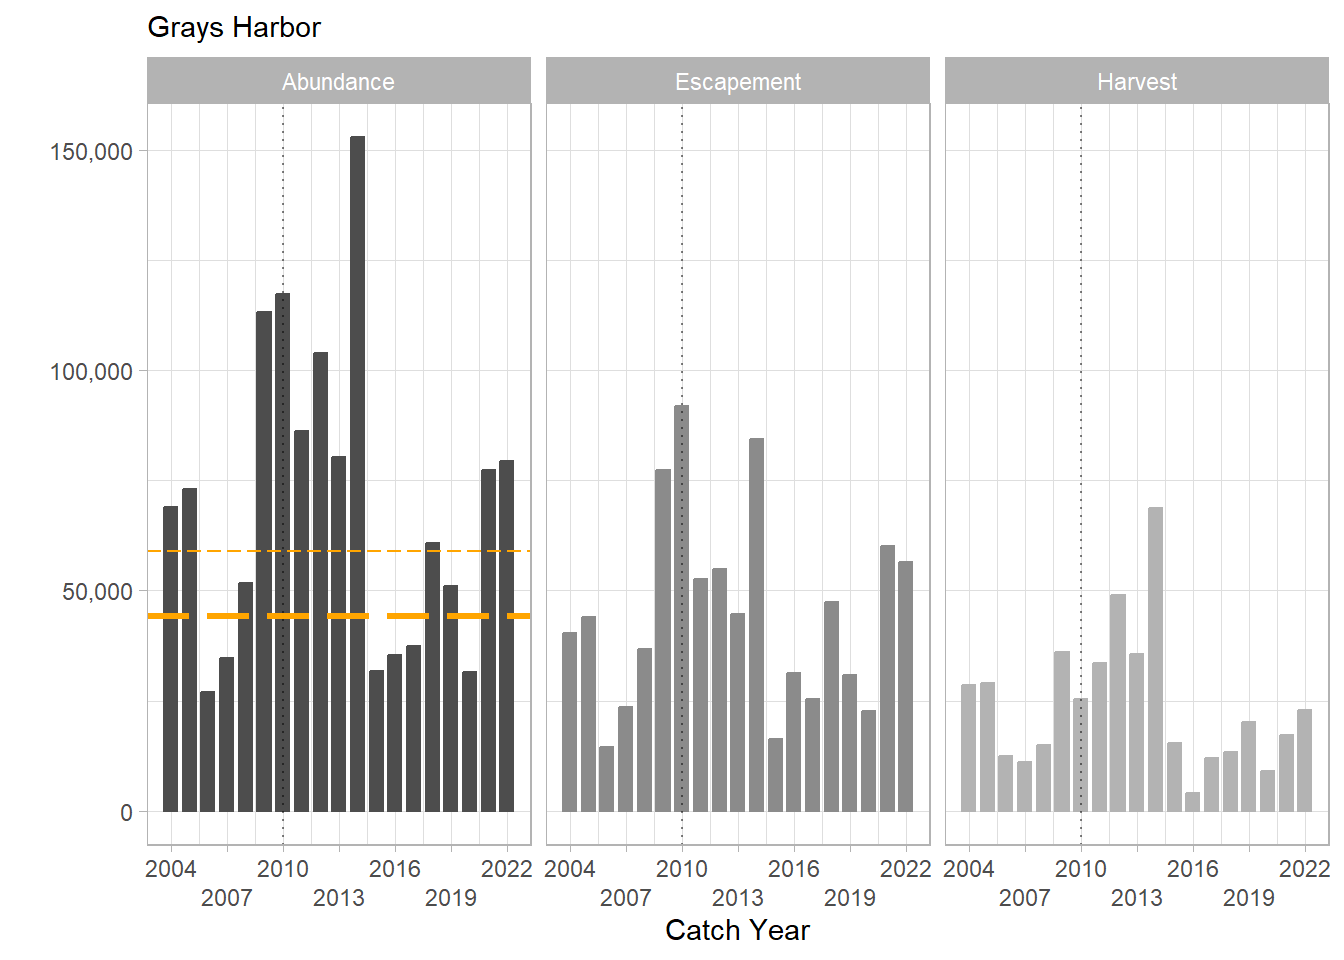 Grays Harbor
Abundance Escapement Harvest
150,000
100,000
50,000
0
2004 2010 2016 2022 2004 2010 2016 2022 2004 2010 2016 2022
2007 2013 2019 2007 2013 2019 2007 2013 2019
Catch Year